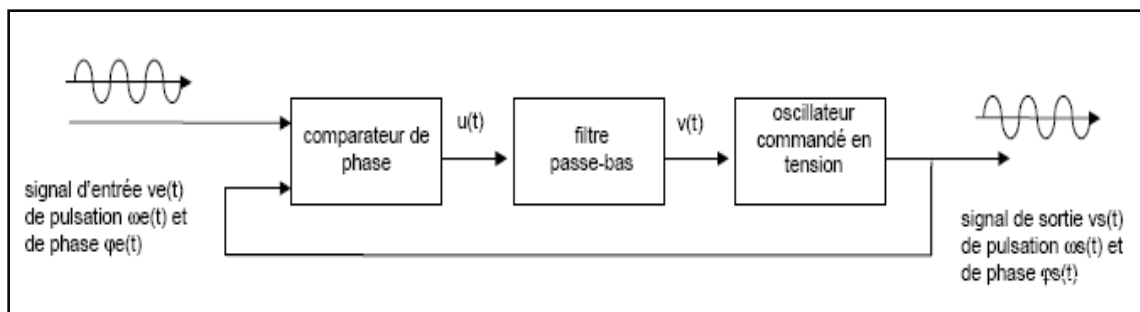 comparateur de
phase
u(t)
filtre
passe-bas
v(t)
oscillateur
commandé en
tension
signal d'entrée ve(t)
de pulsation ωe(t) et
de phase φe(t)
signal de sortie vs(t)
de pulsation ωs(t) et
de phase φs(t)